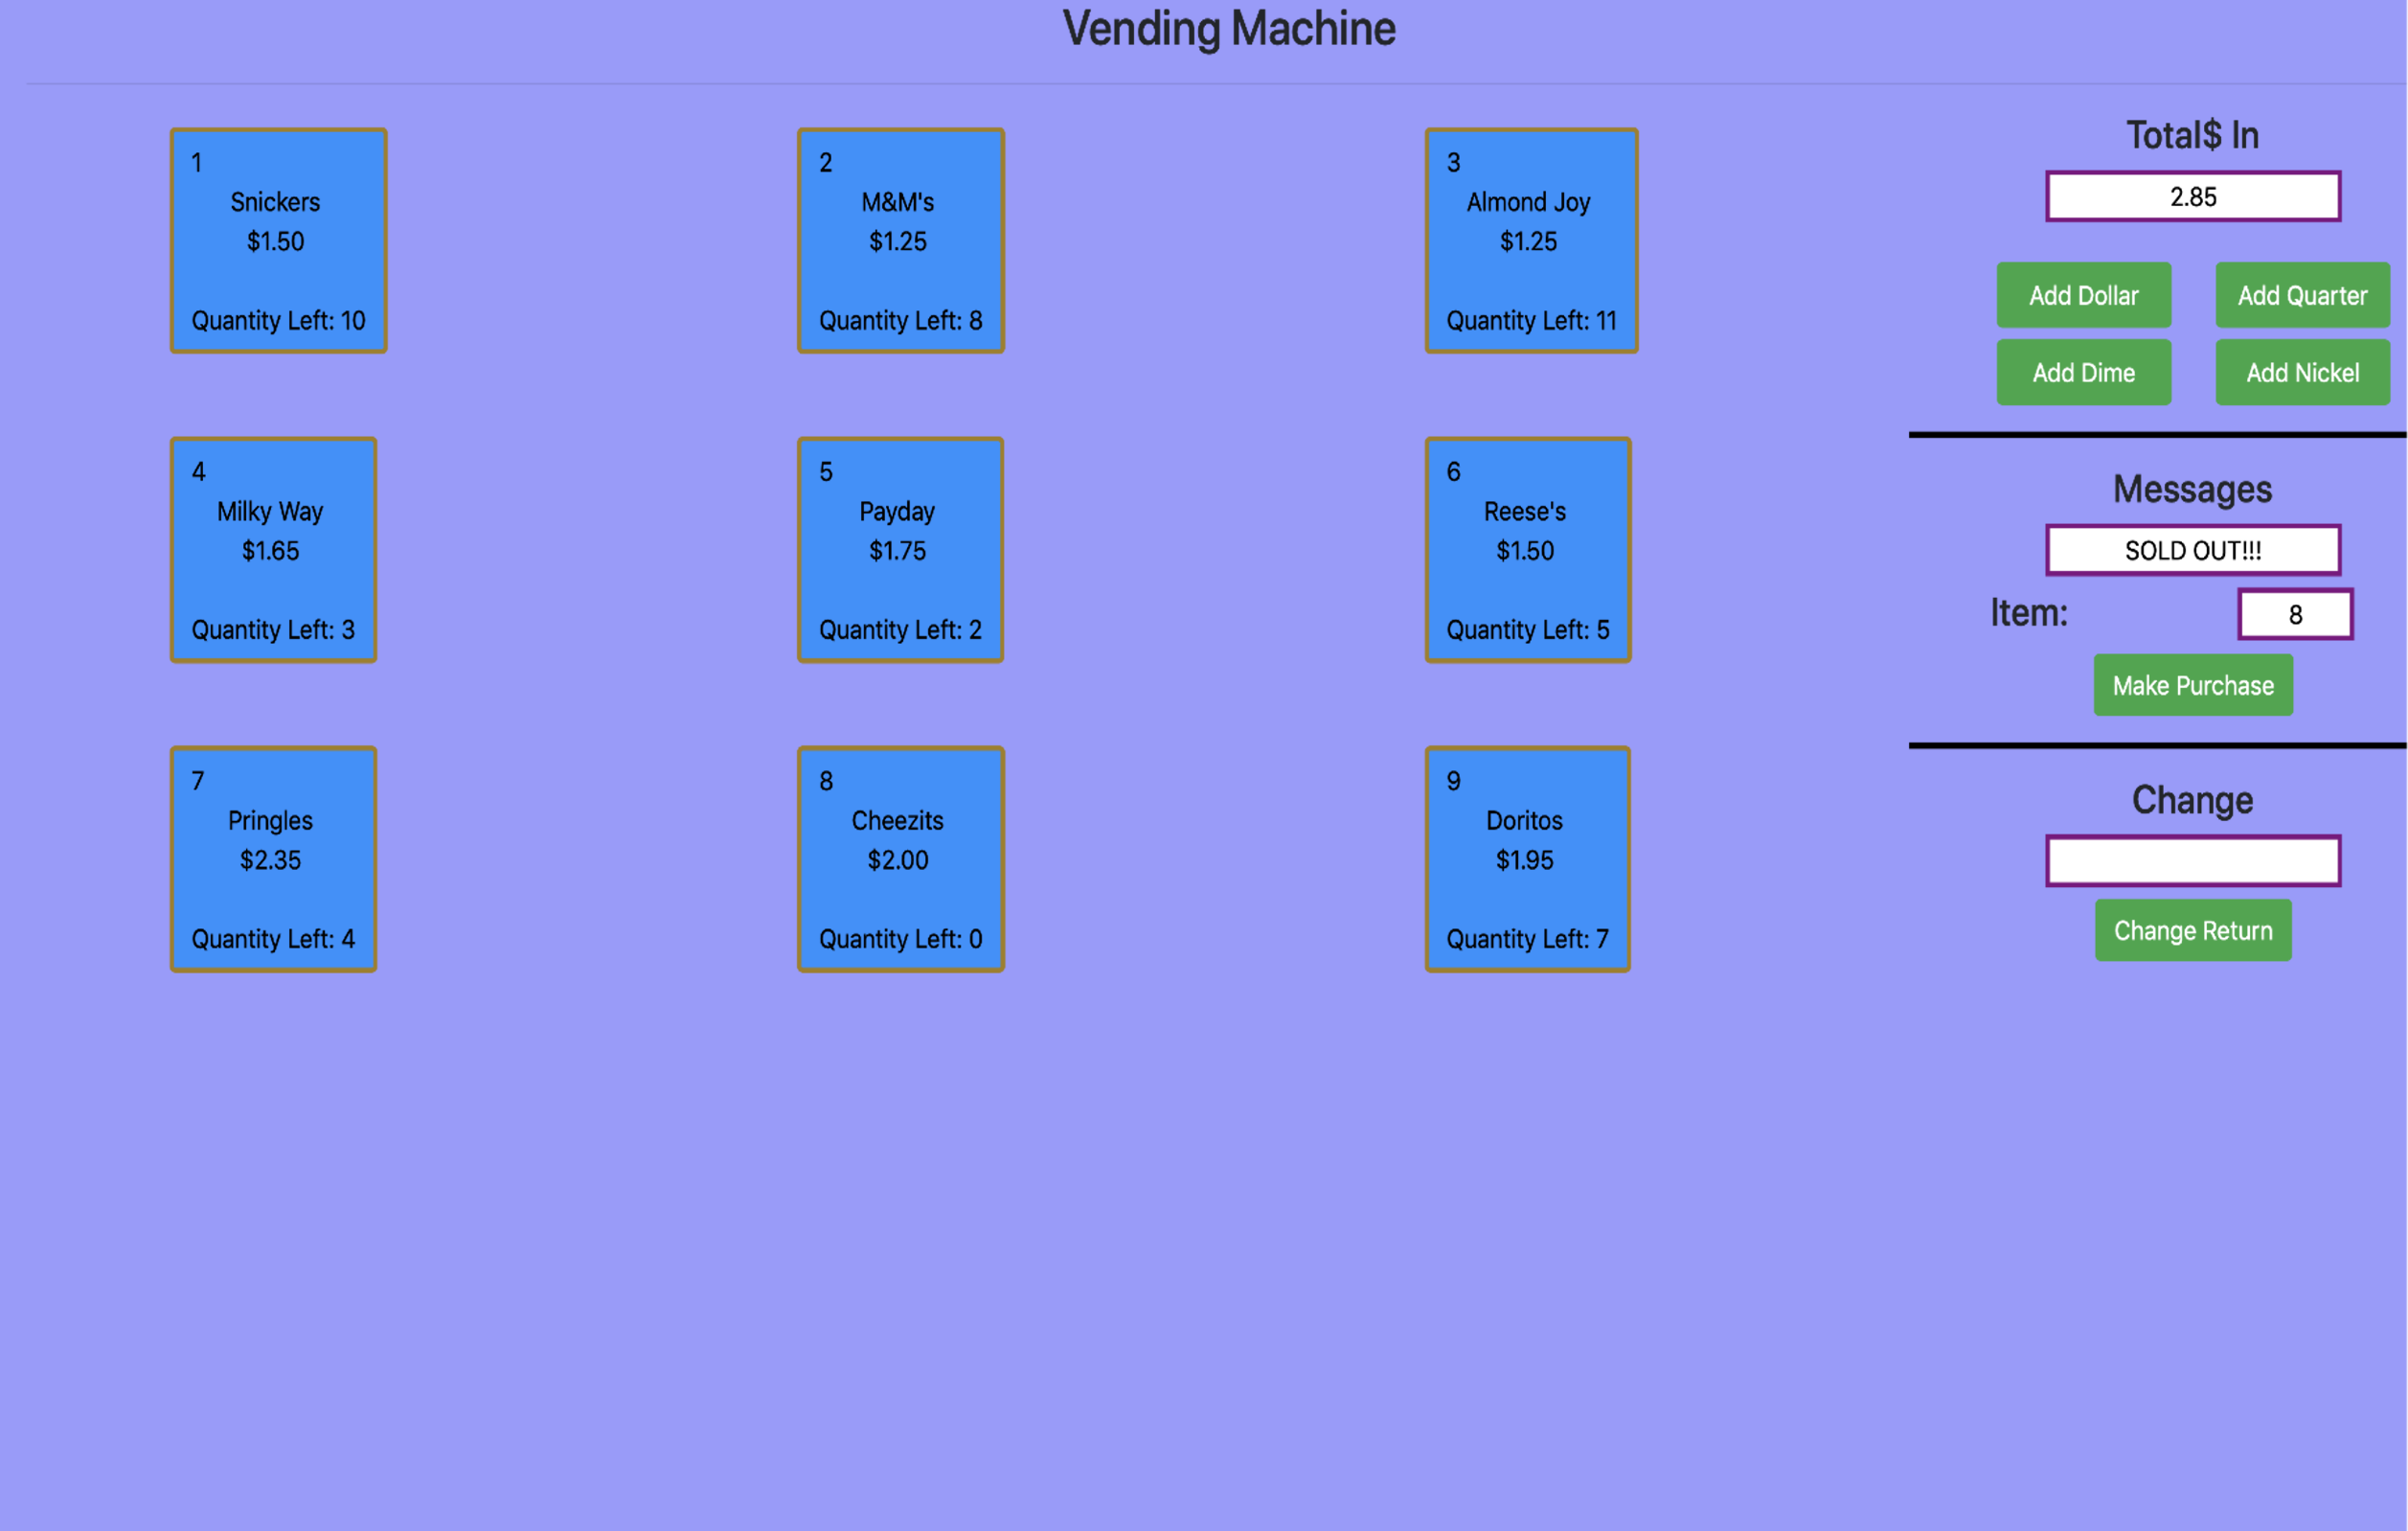 Vending Machine
1
Snickers
$1.50
Quantity Left: 10
2
M&M's
$1.25
Quantity Left: 8
3
Almond Joy
$1.25
Quantity Left: 11
4
Milky Way
$1.65
Quantity Left: 3
5
Payday
$1.75
Quantity Left: 2
6
Reese's
$1.50
Quantity Left: 5
7
Pringles
$2.35
Quantity Left: 4
8
Cheezits
$2.00
Quantity Left: 0
9
Doritos
$1.95
Quantity Left: 7
Total$ In
2.85
Add Dollar
Add Quarter
Add Dime
Add Nickel
Messages
SOLD OUT!!!
Item: 8
Make Purchase
Change
Change Return